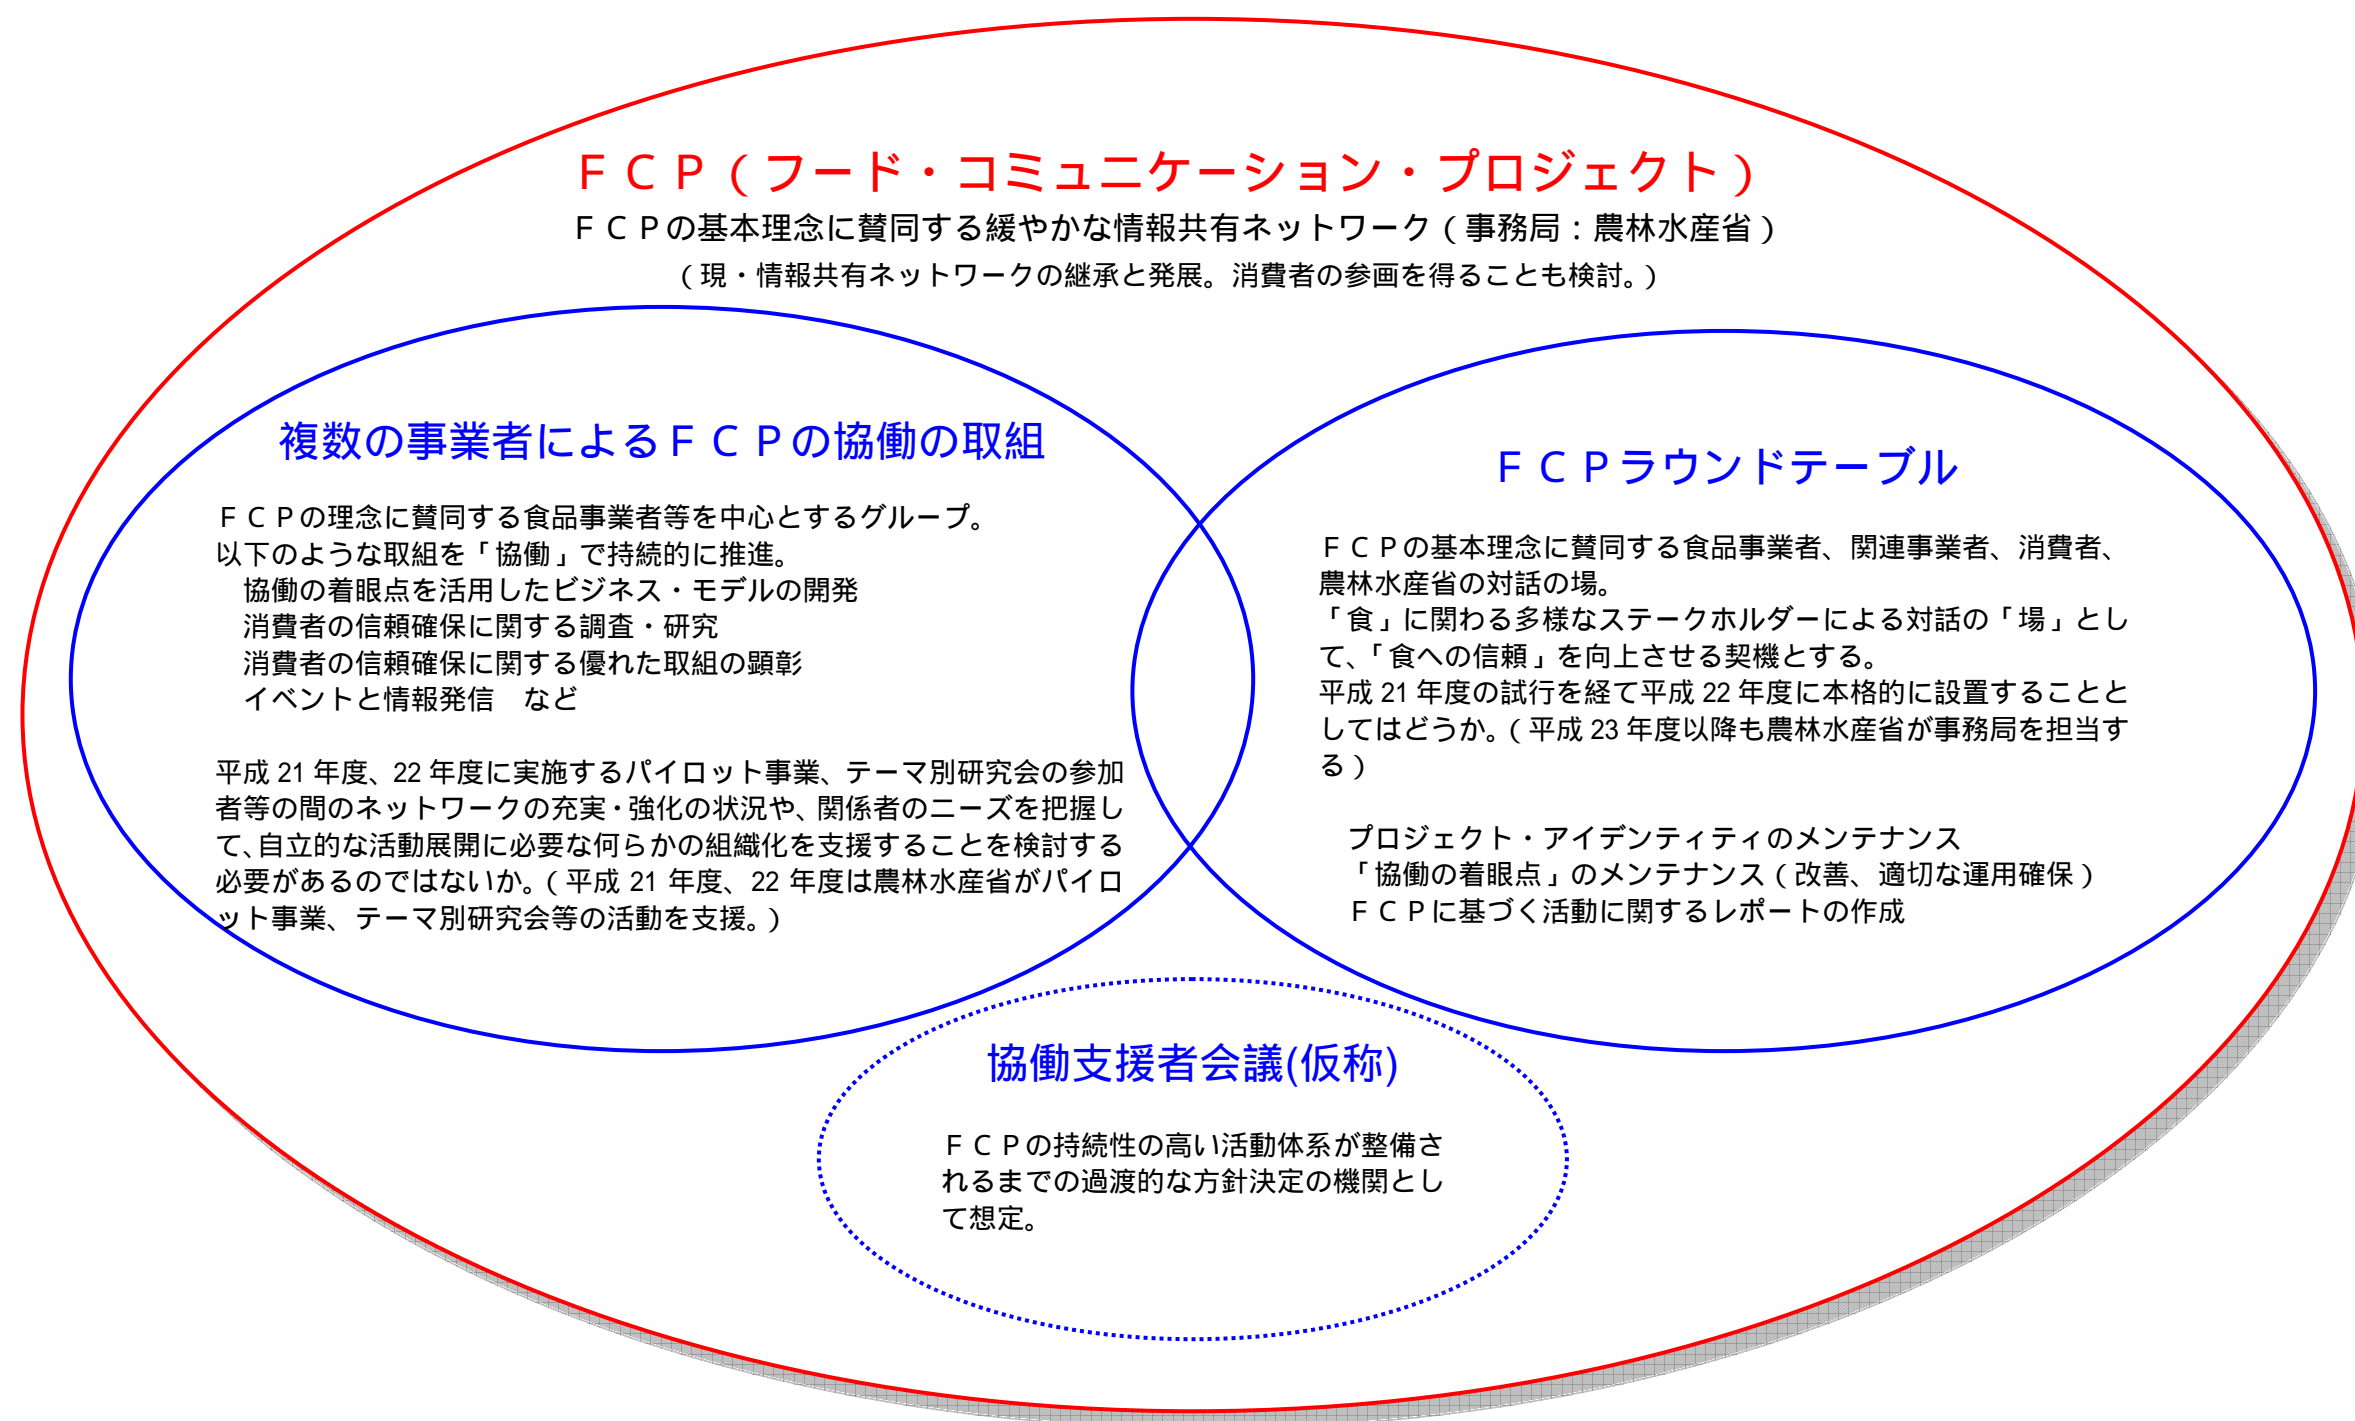 ＦＣＰ（フード・コミュニケーション・プロジェクト）
ＦＣＰの基本理念に賛同する緩やかな情報共有ネットワーク（事務局：農林水産省）
（現・情報共有ネットワークの継承と発展。消費者の参画を得ることも検討。）
複数の事業者によるＦＣＰの協働の取組
ＦＣＰの理念に賛同する食品事業者等を中心とするグループ。
以下のような取組を「協働」で持続的に推進。
協働の着眼点を活用したビジネス・モデルの開発
消費者の信頼確保に関する調査・研究
消費者の信頼確保に関する優れた取組の顕彰
イベントと情報発信　など
平成 21 年度、22 年度に実施するパイロット事業、テーマ別研究会の参加
者等の間のネットワークの充実・強化の状況や、関係者のニーズを把握し
て、自立的な活動展開に必要な何らかの組織化を支援することを検討する
必要があるのではないか。（平成 21 年度、22 年度は農林水産省がパイロ
ット事業、テーマ別研究会等の活動を支援。）
ＦＣＰラウンドテーブル
ＦＣＰの基本理念に賛同する食品事業者、関連事業者、消費者、
農林水産省の対話の場。
「食」に関わる多様なステークホルダーによる対話の「場」とし
て、「食への信頼」を向上させる契機とする。
平成 21 年度の試行を経て平成 22 年度に本格的に設置することと
してはどうか。（平成 23 年度以降も農林水産省が事務局を担当す
る）
プロジェクト・アイデンティティのメンテナンス
「協働の着眼点」のメンテナンス（改善、適切な運用確保）
ＦＣＰに基づく活動に関するレポートの作成
協働支援者会議(仮称)
ＦＣＰの持続性の高い活動体系が整備さ
れるまでの過渡的な方針決定の機関とし
て想定。